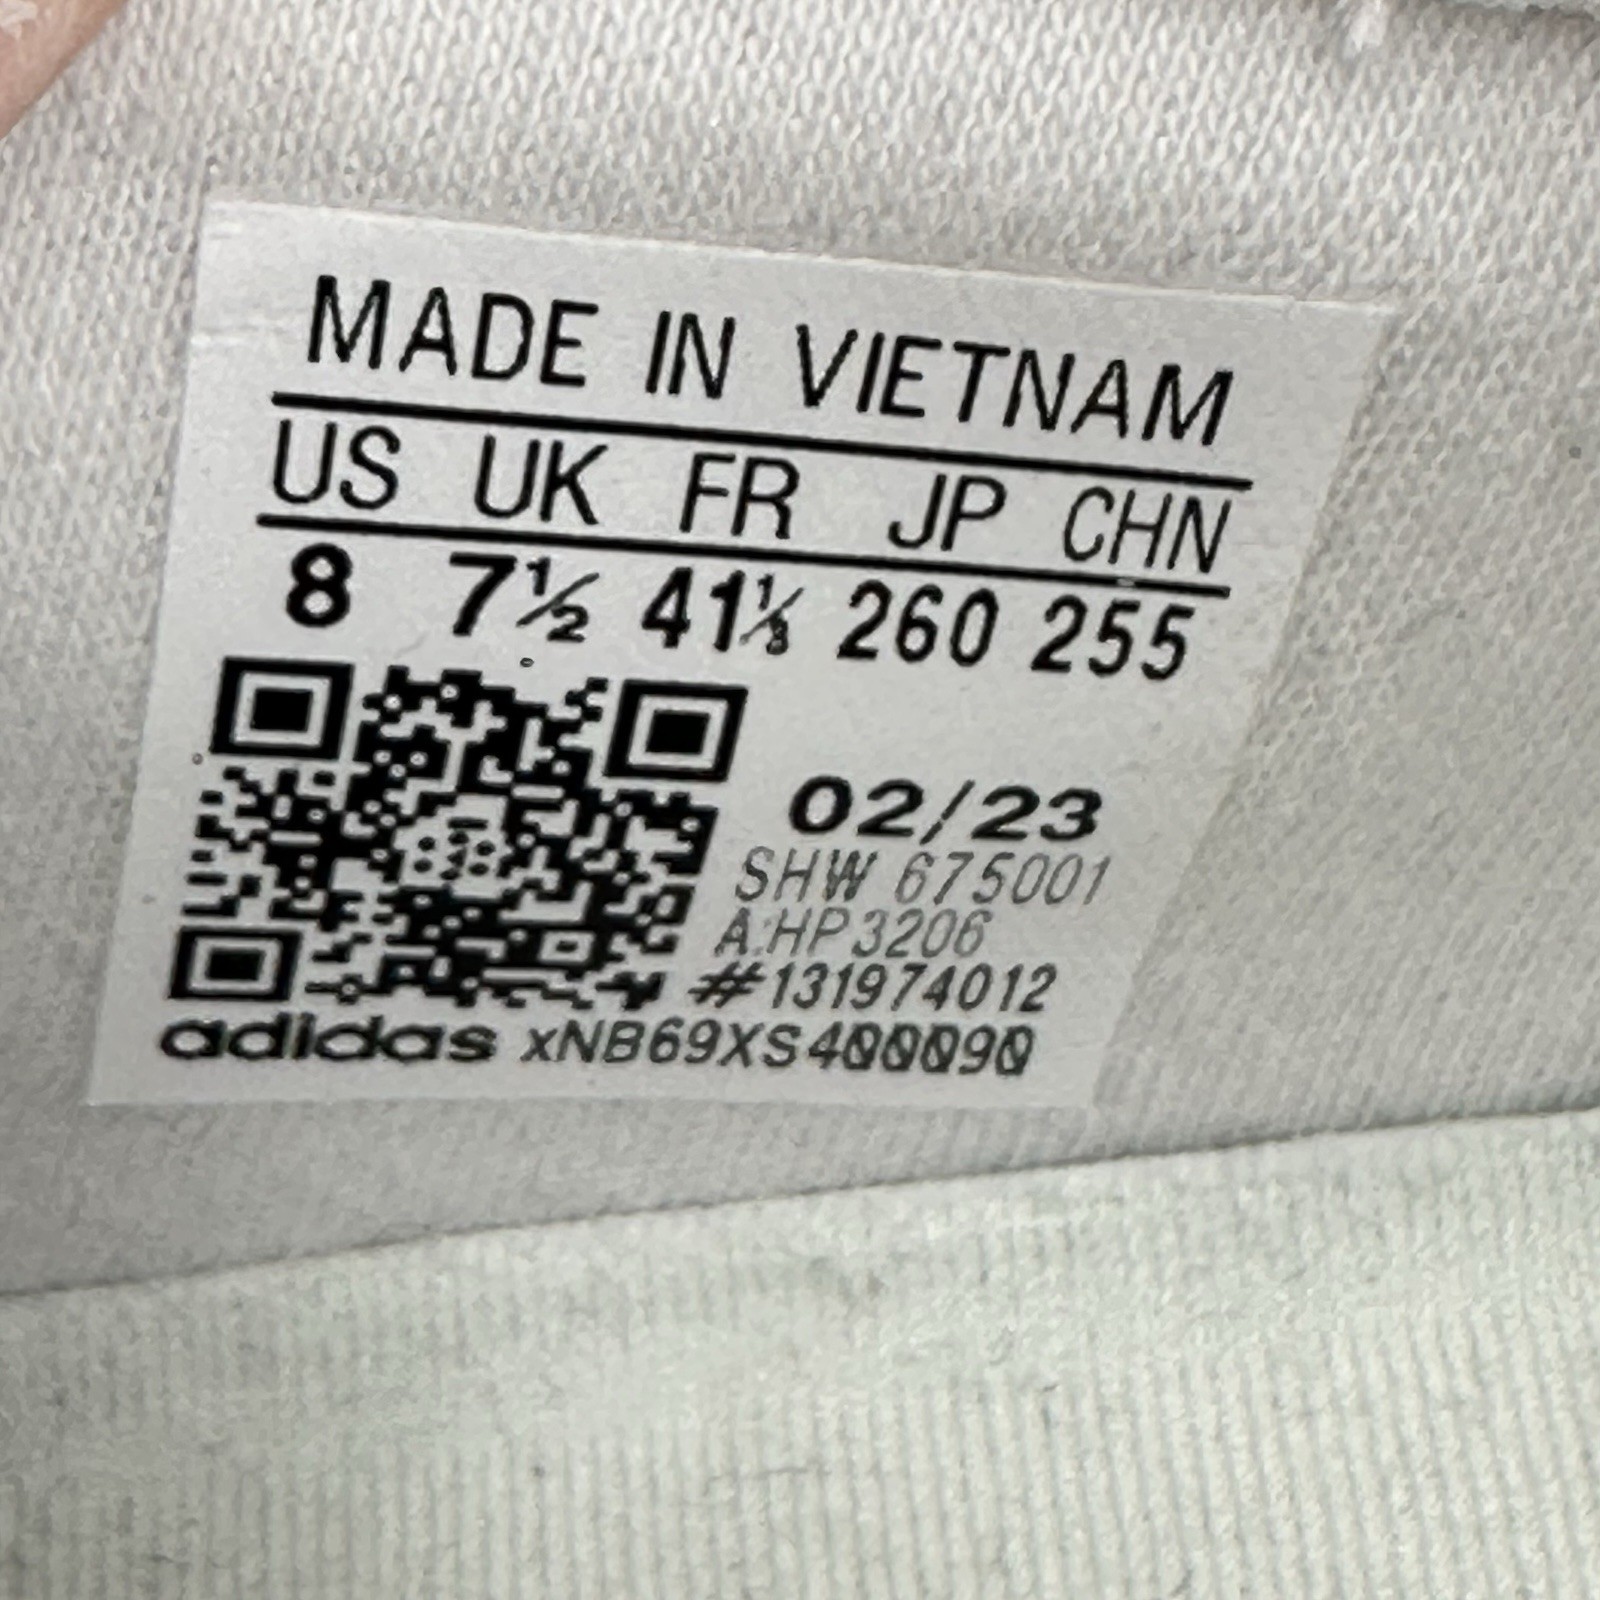 MADE IN VIETNAM
US UK FR JP CHN
8 7½ 41⅓ 260 255
02/23
SHW 675001
A:HP3206
#131974012
adidas xNB69XS400090